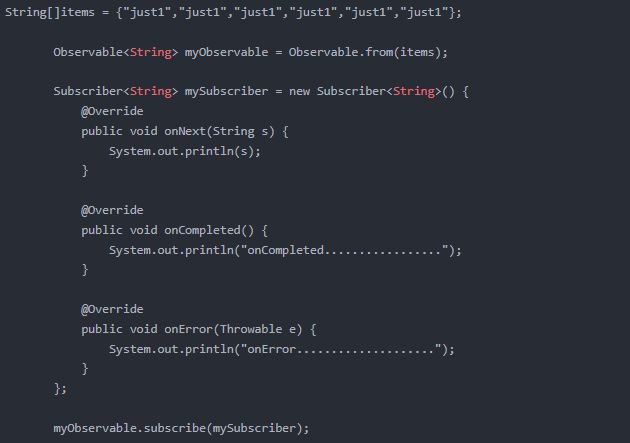 String[]items = {"just1","just1","just1","just1","just1","just1"};
Observable<String> myObservable = Observable.from(items);
Subscriber<String> mySubscriber = new Subscriber<String>() {
@Override
public void onNext(String s) {
System.out.println(s);
}
@Override
public void onCompleted() {
System.out.println("onCompleted.................");
}
@Override
public void onError(Throwable e) {
System.out.println("onError....................");
}
};
myObservable.subscribe(mySubscriber);